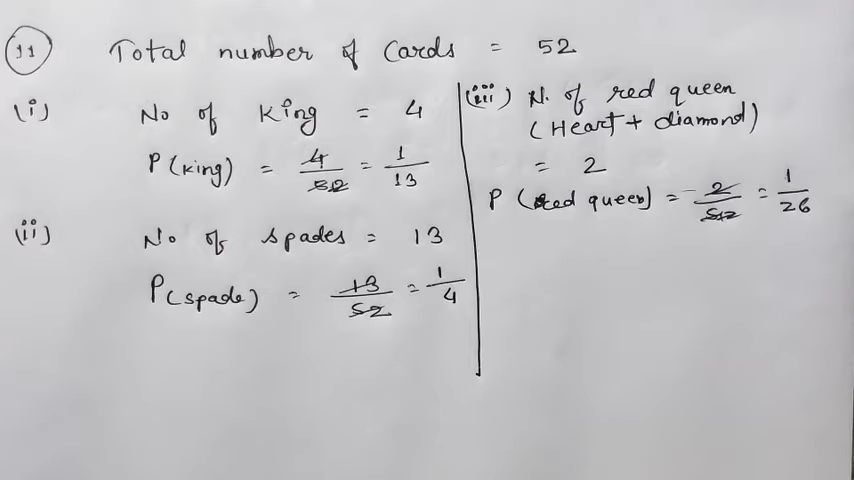 11 Total number of Cards = 52
(i) No of King = 4
P(King) = 4/52 = 1/13
(ii) No of spades = 13
P(spade) = 13/52 = 1/4
(iii) N. of red queen
(Heart + diamond)
= 2
P (Red queen) = 2/52 = 1/26